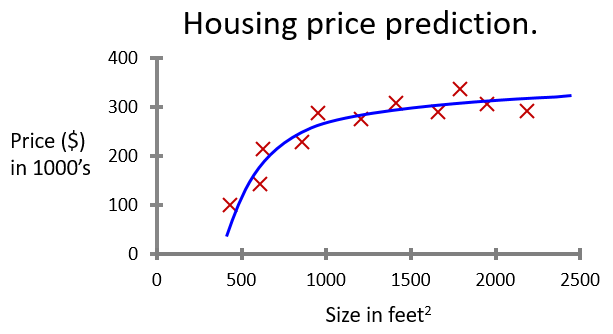 Housing price prediction.
400
300
200
100
0
Price ($)
in 1000’s
0 500 1000 1500 2000 2500
Size in feet²